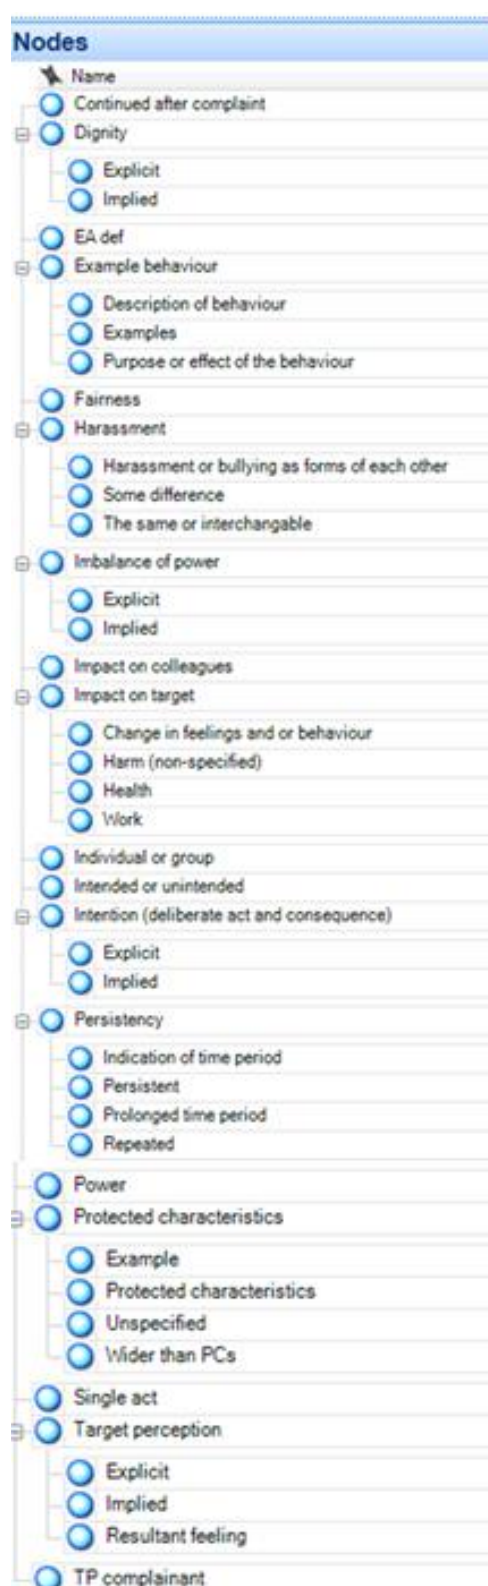 Nodes
Name
Continued after complaint
Dignity
Explicit
Implied
EA def
Example behaviour
Description of behaviour
Examples
Purpose or effect of the behaviour
Fairness
Harassment
Harassment or bullying as forms of each other
Some difference
The same or interchangable
Imbalance of power
Explicit
Implied
Impact on colleagues
Impact on target
Change in feelings and or behaviour
Harm (non-specified)
Health
Work
Individual or group
Intended or unintended
Intention (deliberate act and consequence)
Explicit
Implied
Persistency
Indication of time period
Persistent
Prolonged time period
Repeated
Power
Protected characteristics
Example
Protected characteristics
Unspecified
Wider than PCs
Single act
Target perception
Explicit
Implied
Resultant feeling
TP complainant